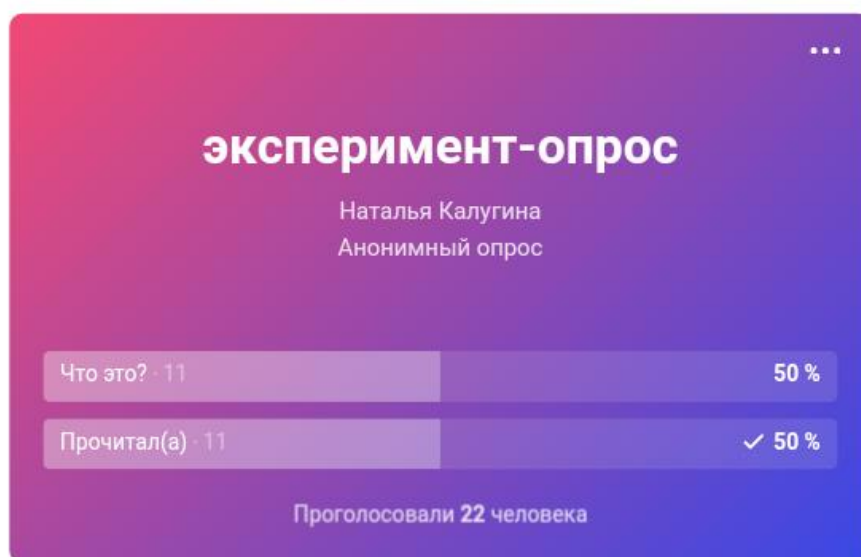 эксперимент-опрос
Наталья Калугина
Анонимный опрос
Что это? · 11 50 %
Прочитал(а) · 11 50 %
Проголосовали 22 человека